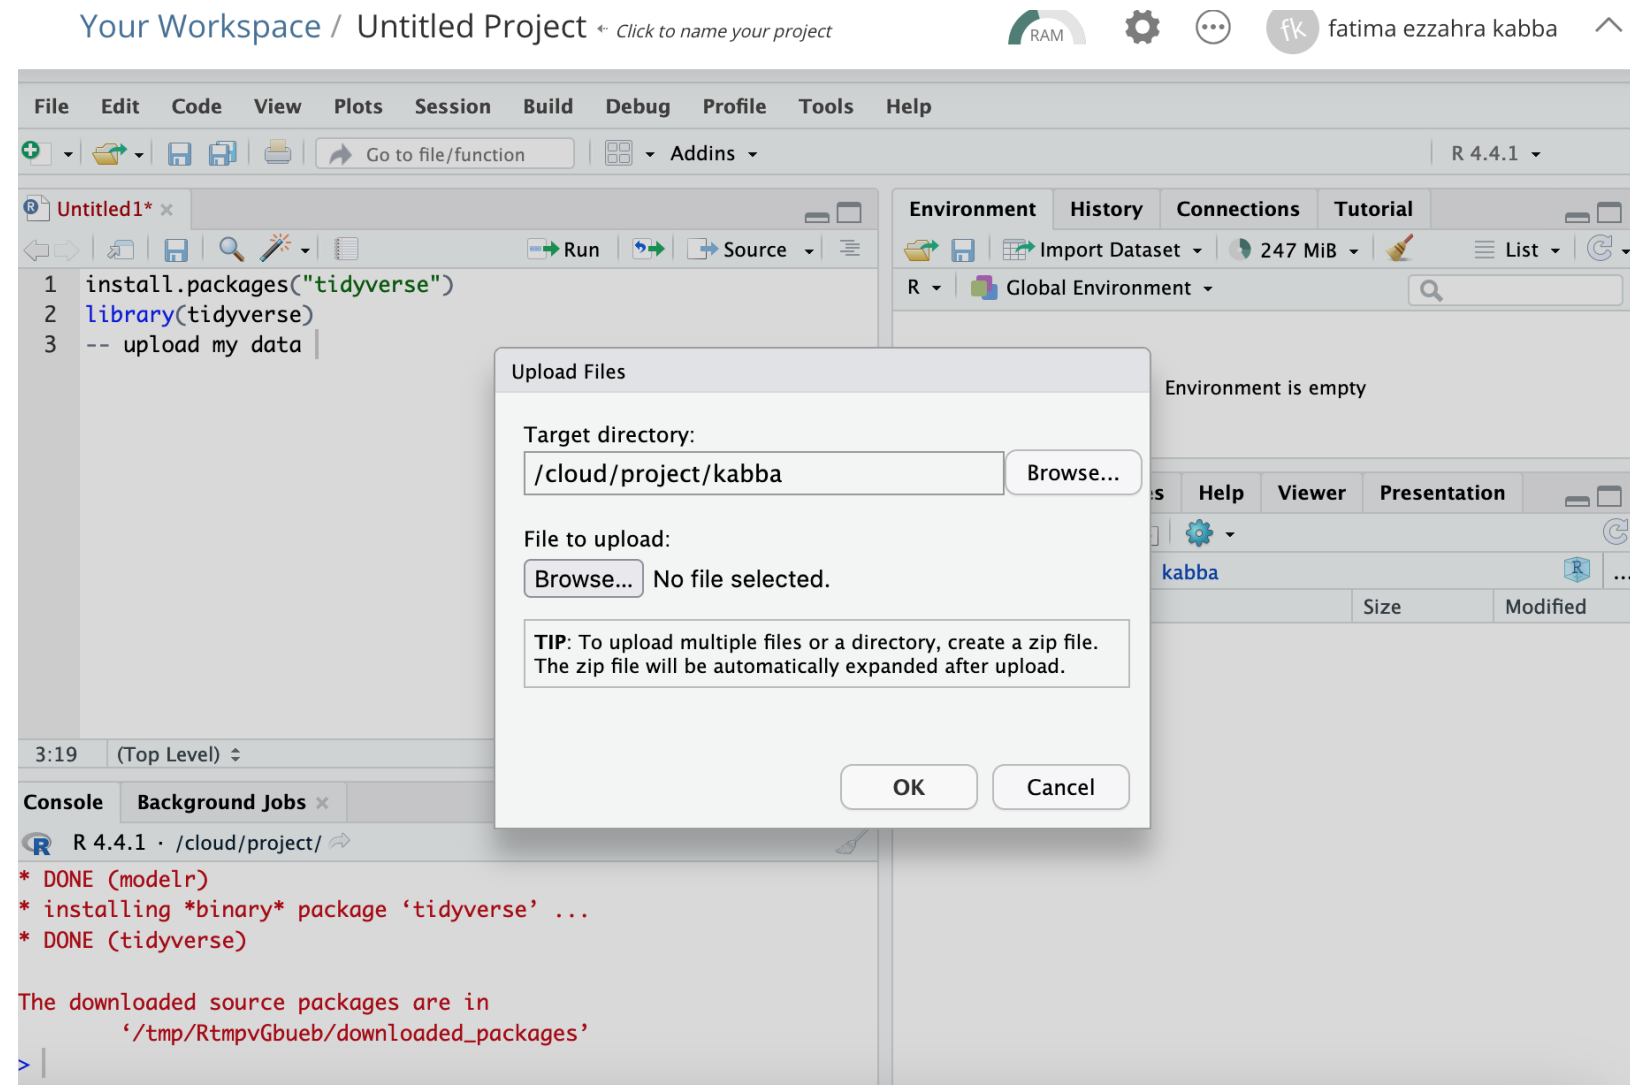 Your Workspace / Untitled Project Click to name your project
RAM
fk fatima ezzahra kabba
File Edit Code View Plots Session Build Debug Profile Tools Help
Go to file/function Addins R 4.4.1
Untitled1*
Run Source
1 install.packages("tidyverse")
2 library(tidyverse)
3 -- upload my data
3:19 (Top Level)
Environment History Connections Tutorial
Import Dataset 247 MiB List
R Global Environment
Environment is empty
Upload Files
Target directory:
/cloud/project/kabba Browse...
File to upload:
Browse... No file selected.
TIP: To upload multiple files or a directory, create a zip file.
The zip file will be automatically expanded after upload.
OK Cancel
Help Viewer Presentation
kabba R ...
Size Modified
Console Background Jobs
R R 4.4.1 · /cloud/project/
* DONE (modelr)
* installing *binary* package ‘tidyverse’ ...
* DONE (tidyverse)
The downloaded source packages are in
‘/tmp/RtmpvGbueb/downloaded_packages’
>